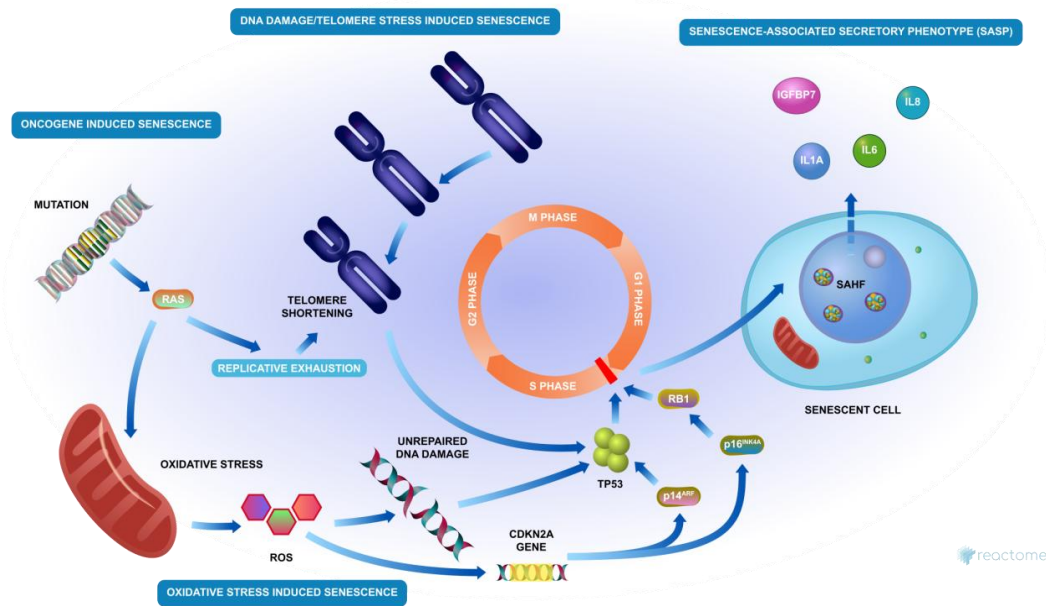 DNA DAMAGE/TELOMERE STRESS INDUCED SENESCENCE
SENESCENCE-ASSOCIATED SECRETORY PHENOTYPE (SASP)
ONCOGENE INDUCED SENESCENCE
IGFBP7
IL8
IL1A
IL6
MUTATION
RAS
TELOMERE
SHORTENING
REPLICATIVE EXHAUSTION
M PHASE
G1 PHASE
G2 PHASE
S PHASE
SAHF
SENESCENT CELL
RB1
p16INK4A
p14ARF
TP53
UNREPAIRED
DNA DAMAGE
OXIDATIVE STRESS
ROS
CDKN2A
GENE
OXIDATIVE STRESS INDUCED SENESCENCE
reactome